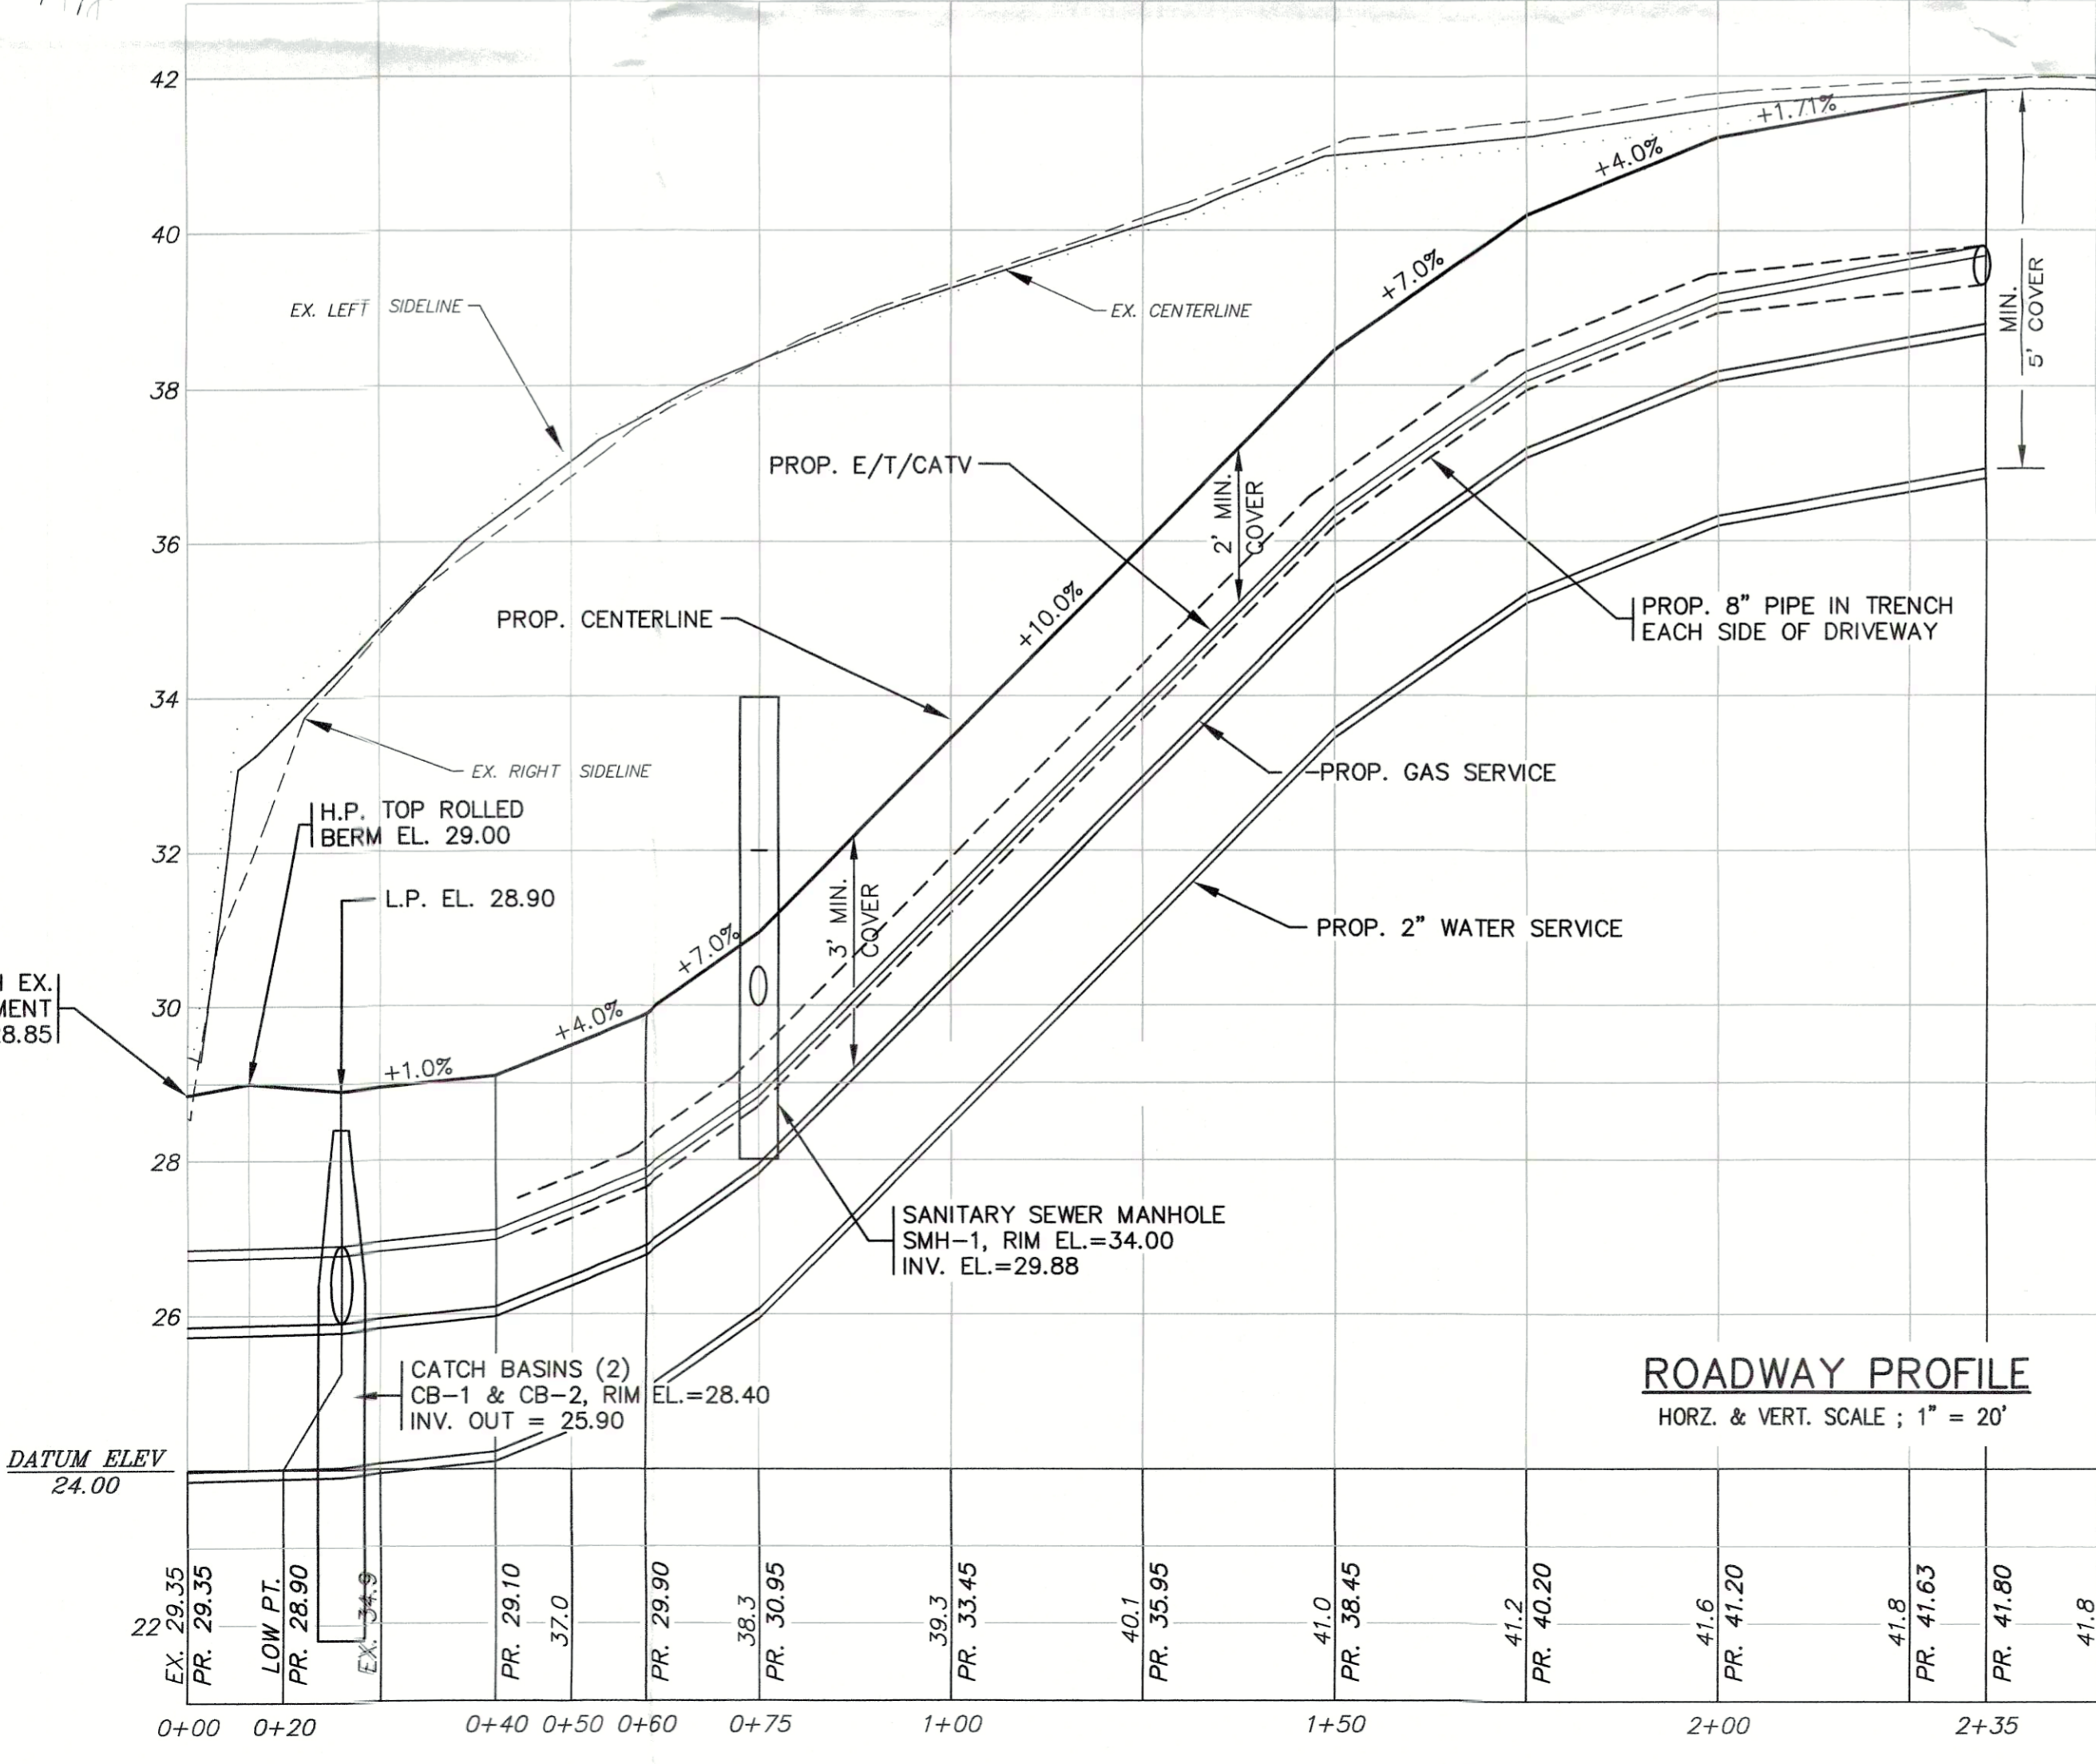 42
40
38
36
34
32
30
28
26
DATUM ELEV
24.00
22
EX. LEFT SIDELINE
EX. CENTERLINE
+1.71%
+4.0%
+7.0%
+10.0%
+7.0%
+4.0%
+1.0%
MIN.
5' COVER
PROP. E/T/CATV
2' MIN.
COVER
PROP. CENTERLINE
PROP. 8" PIPE IN TRENCH
EACH SIDE OF DRIVEWAY
EX. RIGHT SIDELINE
PROP. GAS SERVICE
H.P. TOP ROLLED
BERM EL. 29.00
L.P. EL. 28.90
3' MIN.
COVER
PROP. 2" WATER SERVICE
EX.
MENT
8.85
SANITARY SEWER MANHOLE
SMH-1, RIM EL.=34.00
INV. EL.=29.88
CATCH BASINS (2)
CB-1 & CB-2, RIM EL.=28.40
INV. OUT = 25.90
ROADWAY PROFILE
HORZ. & VERT. SCALE ; 1" = 20'
EX. 29.35
PR. 29.35
LOW PT.
PR. 28.90
EX. 34.9
PR. 29.10
37.0
PR. 29.90
38.3
PR. 30.95
39.3
PR. 33.45
40.1
PR. 35.95
41.0
PR. 38.45
41.2
PR. 40.20
41.6
PR. 41.20
41.8
PR. 41.63
PR. 41.80
41.8
0+00 0+20 0+40 0+50 0+60 0+75 1+00 1+50 2+00 2+35